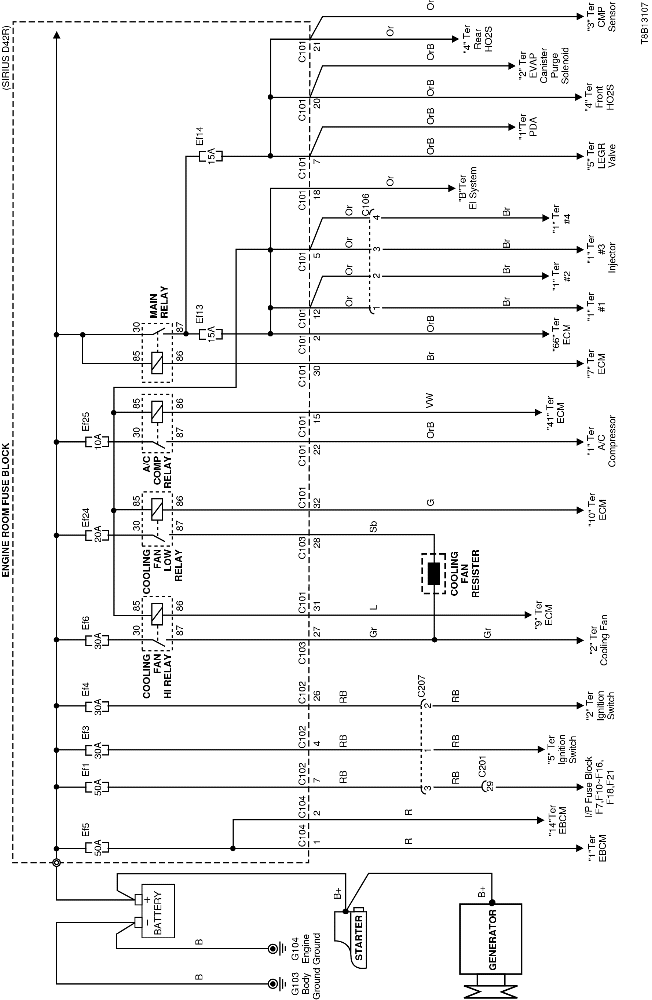 (SIRIUS D42R)
ENGINE ROOM FUSE BLOCK
T8B13107
BATTERY
+
−
B
B
G103
Body
Ground
G104
Engine
Ground
STARTER
B+
GENERATOR
B+
Ef5
50A
Ef1
50A
Ef3
30A
Ef4
30A
Ef6
30A
Ef24
20A
Ef25
10A
Ef13
15A
Ef14
15A
COOLING
FAN
HI RELAY
30
85
87
86
COOLING
FAN
LOW
RELAY
30
85
87
86
A/C
COMP
RELAY
30
85
87
86
MAIN
RELAY
85
30
86
87
C104
1
C104
2
C102
7
C102
4
C102
26
C103
27
C101
31
C103
28
C101
32
C101
22
C101
15
C101
30
C101
2
C101
12
C101
5
C101
18
C101
7
C101
20
C101
21
R
R
RB
RB
RB
C207
3
1
2
RB
RB
RB
C201
29
Gr
Gr
L
Sb
G
COOLING
FAN
RESISTER
OrB
VW
Br
OrB
Or
Or
Or
Or
C106
1
2
3
4
Br
Br
Br
Br
Or
OrB
OrB
OrB
OrB
OrB
Or
Or
"1"Ter
EBCM
"14"Ter
EBCM
I/P Fuse Block
F7,F10~F16,
F18,F21
"5" Ter
Ignition
Switch
"2" Ter
Ignition
Switch
"2" Ter
Cooling Fan
"9" Ter
ECM
"10" Ter
ECM
"1" Ter
A/C
Compressor
"41" Ter
ECM
"7" Ter
ECM
"66" Ter
ECM
"1" Ter
#1
"1" Ter
#2
"1" Ter
#3
Injector
"1" Ter
#4
"B"Ter
EI System
"5" Ter
LEGR
Valve
"1"Ter
PDA
"4" Ter
Front
HO2S
"2" Ter
EVAP
Canister
Purge
Solenoid
"4" Ter
Rear
HO2S
"3" Ter
CMP
Sensor